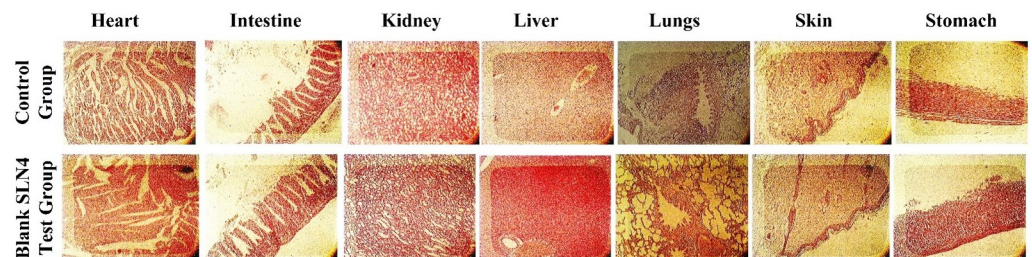 Heart Intestine Kidney Liver Lungs Skin Stomach
Control
Group
Blank SLN4
Test Group